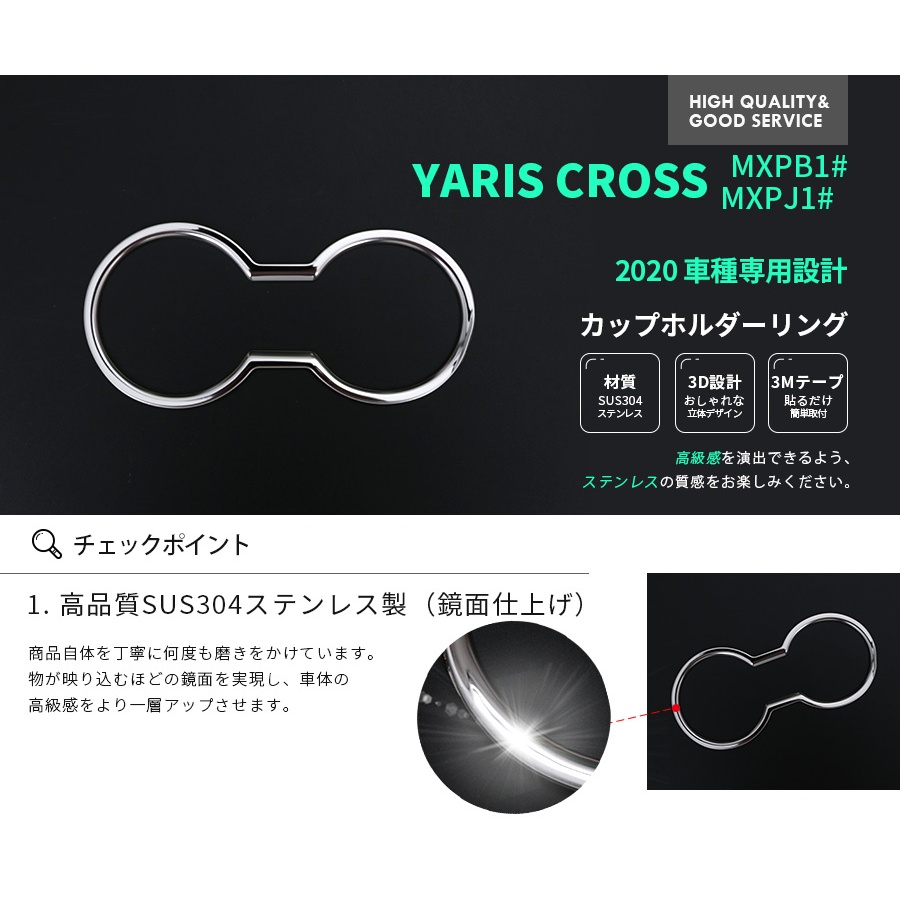 HIGH QUALITY&
GOOD SERVICE
YARIS CROSS
MXPB1#
MXPJ1#
2020 車種専用設計
カップホルダーリング
材質
SUS304
ステンレス
3D設計
おしゃれな
立体デザイン
3Mテープ
貼るだけ
簡単取付
高級感を演出できるよう、
ステンレスの質感をお楽しみください。
チェックポイント
1. 高品質SUS304ステンレス製（鏡面仕上げ）
商品自体を丁寧に何度も磨きをかけています。
物が映り込むほどの鏡面を実現し、車体の
高級感をより一層アップさせます。